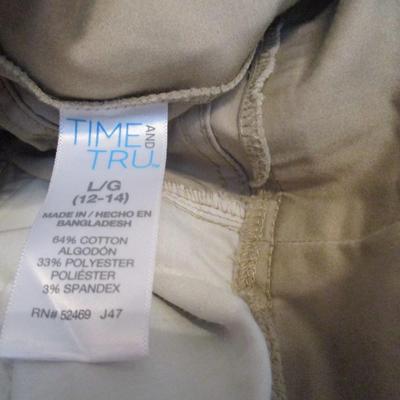 TIME AND
TRU™
L/G
(12-14)
MADE IN / HECHO EN
BANGLADESH
64% COTTON
ALGODÓN
33% POLYESTER
POLIÉSTER
3% SPANDEX
RN# 52469 J47